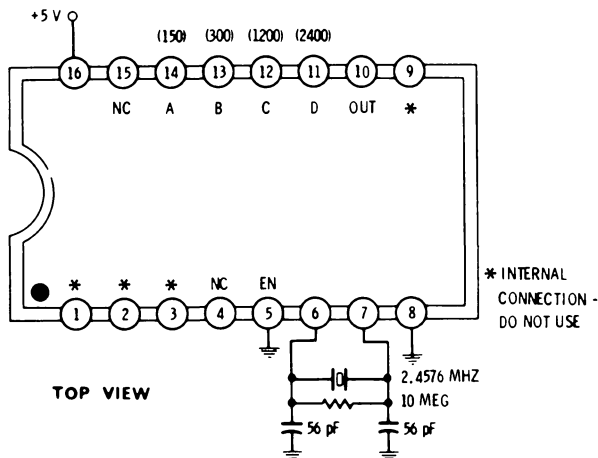 +5 V
(150) (300) (1200) (2400)
16 15 14 13 12 11 10 9
NC A B C D OUT *
* * * NC EN
1 2 3 4 5 6 7 8
* INTERNAL
CONNECTION -
DO NOT USE
TOP VIEW
2.4576 MHZ
10 MEG
56 pF 56 pF